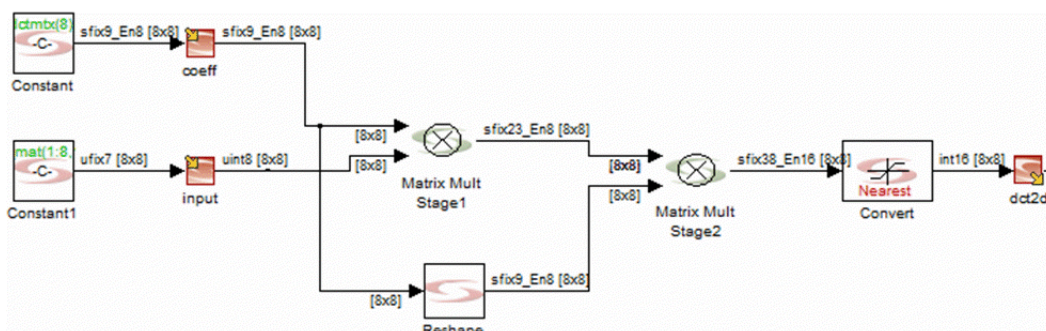 lctmtx(8)
-C-
Constant
sfix9_En8 [8x8]
coeff
sfix9_En8 [8x8]
mat(1:8,
-C-
Constant1
ufix7 [8x8]
input
uint8 [8x8]
[8x8]
[8x8]
Matrix Mult
Stage1
sfix23_En8 [8x8]
[8x8]
Reshape
sfix9_En8 [8x8]
[8x8]
[8x8]
Matrix Mult
Stage2
sfix38_En16 [8x8]
Nearest
Convert
int16 [8x8]
dct2d